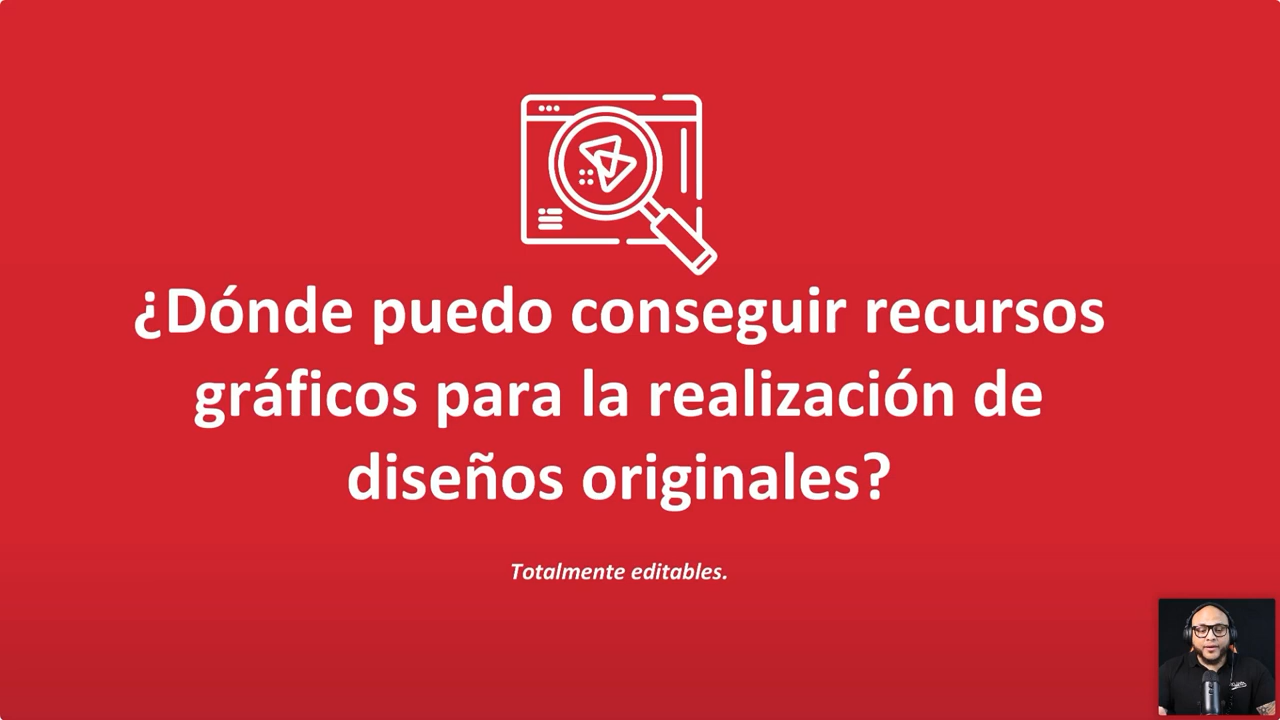 ¿Dónde puedo conseguir recursos
gráficos para la realización de
diseños originales?
Totalmente editables.